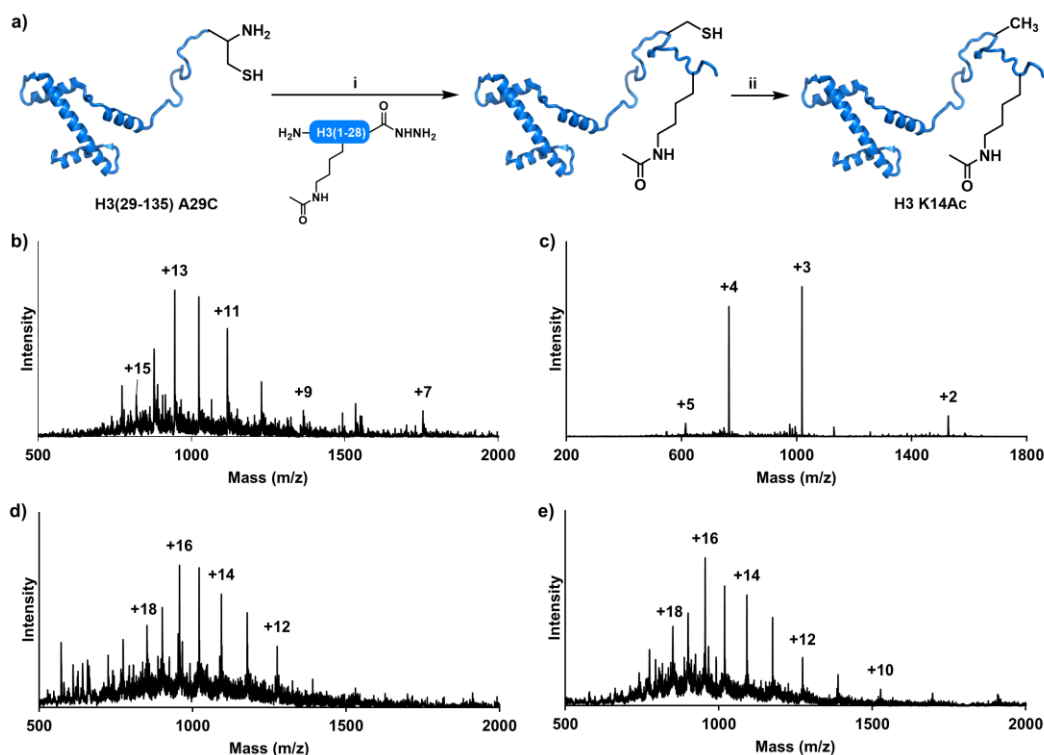 a)
NH₂
SH
i
H₂N
H3(1-28)
O
NHNH₂
NH
O
H3(29-135) A29C
SH
NH
O
ii
CH₃
NH
O
H3 K14Ac
b)
Intensity
+15
+13
+11
+9
+7
500 1000 1500 2000
Mass (m/z)
c)
Intensity
+5
+4
+3
+2
200 600 1000 1400 1800
Mass (m/z)
d)
Intensity
+18
+16
+14
+12
500 1000 1500 2000
Mass (m/z)
e)
Intensity
+18
+16
+14
+12
+10
500 1000 1500 2000
Mass (m/z)